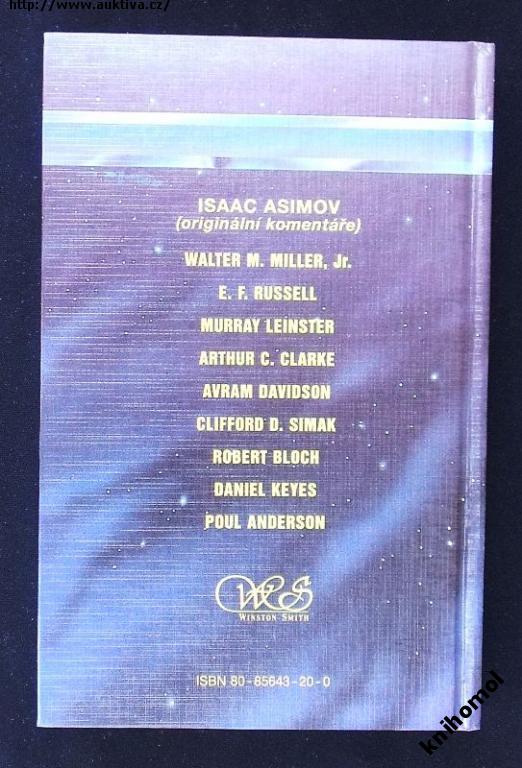 http://www.auktiva.cz/
ISAAC ASIMOV
(originální komentáře)
WALTER M. MILLER, Jr.
E. F. RUSSELL
MURRAY LEINSTER
ARTHUR C. CLARKE
AVRAM DAVIDSON
CLIFFORD D. SIMAK
ROBERT BLOCH
DANIEL KEYES
POUL ANDERSON
WS
WINSTON SMITH
ISBN 80-85643-20-0
knihomol